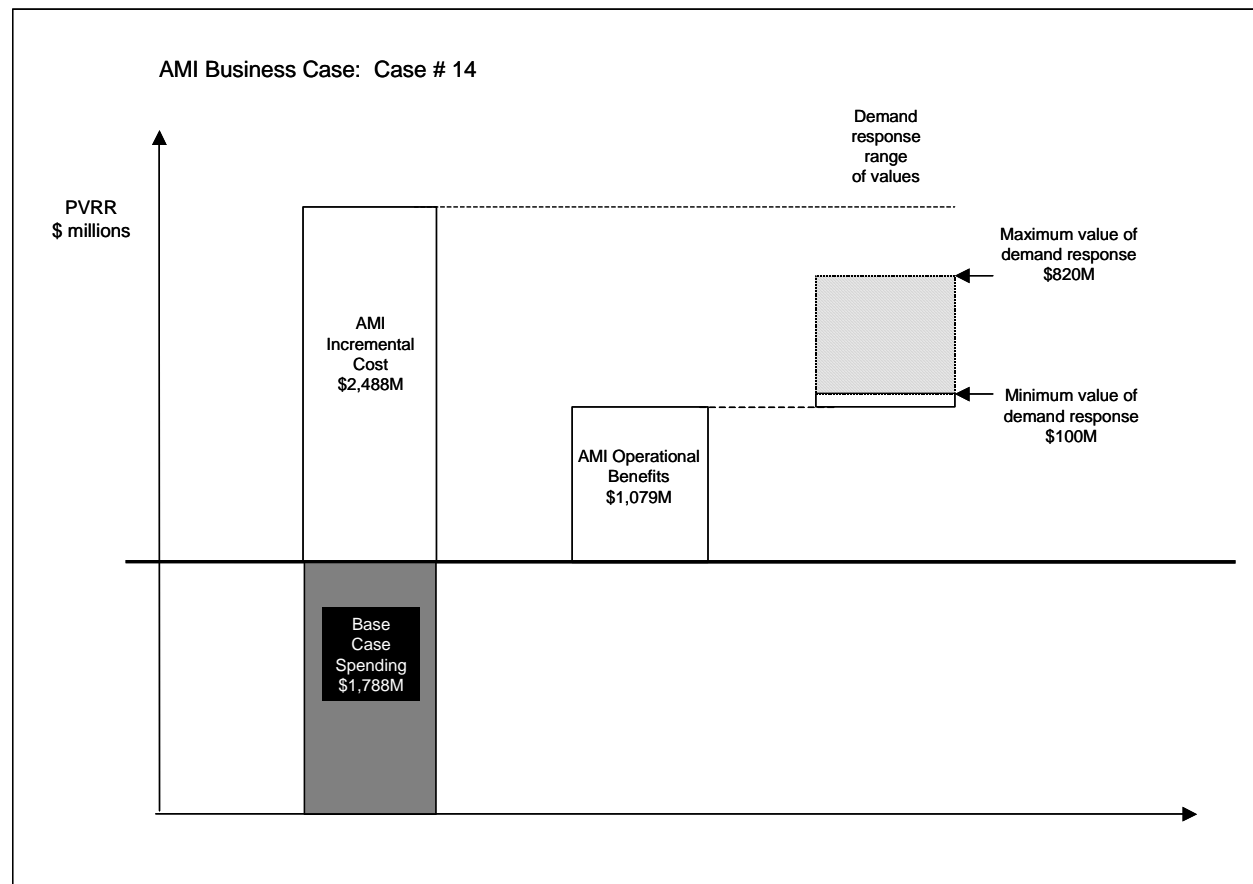 AMI Business Case:  Case # 14
Demand
response
range
of values
PVRR
$ millions
Maximum value of
demand response
$820M
AMI
Incremental
Cost
$2,488M
Minimum value of
demand response
$100M
AMI Operational
Benefits
$1,079M
Base
Case
Spending
$1,788M